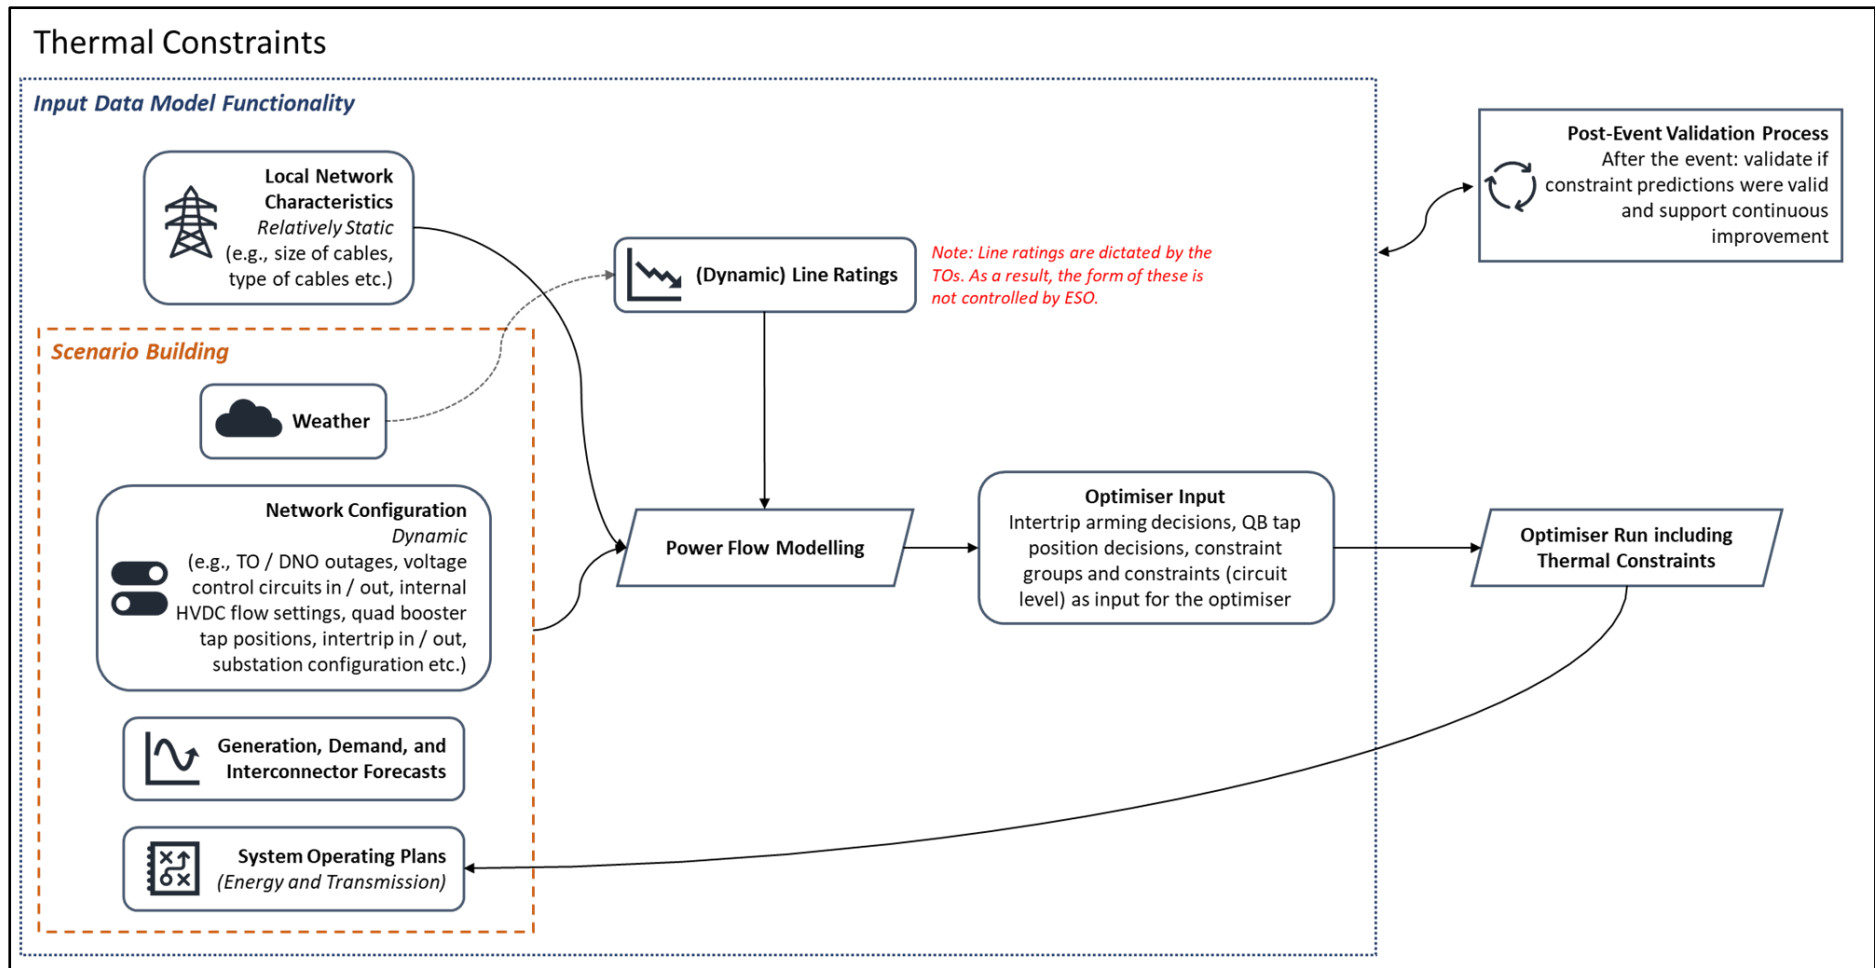 Thermal Constraints
Input Data Model Functionality
Local Network
Characteristics
Relatively Static
(e.g., size of cables,
type of cables etc.)
(Dynamic) Line Ratings
Note: Line ratings are dictated by the
TOs. As a result, the form of these is
not controlled by ESO.
Post-Event Validation Process
After the event: validate if
constraint predictions were valid
and support continuous
improvement
Scenario Building
Weather
Network Configuration
Dynamic
(e.g., TO / DNO outages, voltage
control circuits in / out, internal
HVDC flow settings, quad booster
tap positions, intertrip in / out,
substation configuration etc.)
Generation, Demand, and
Interconnector Forecasts
System Operating Plans
(Energy and Transmission)
Power Flow Modelling
Optimiser Input
Intertrip arming decisions, QB tap
position decisions, constraint
groups and constraints (circuit
level) as input for the optimiser
Optimiser Run including
Thermal Constraints